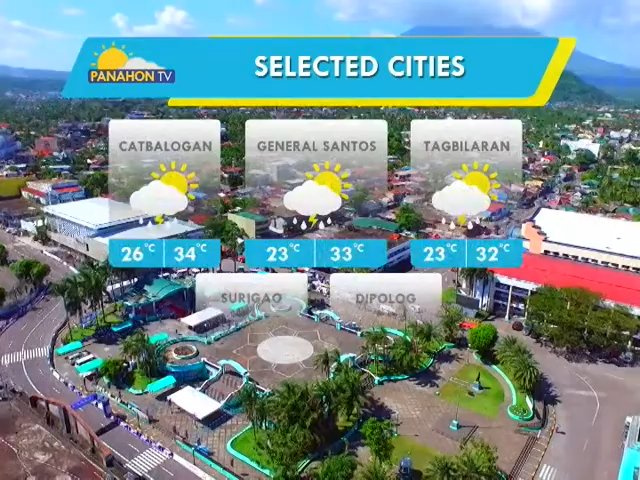 PANAHON TV
SELECTED CITIES
CATBALOGAN
GENERAL SANTOS
TAGBILARAN
26°C 34°C
23°C 33°C
23°C 32°C
SURIGAO
DIPOLOG